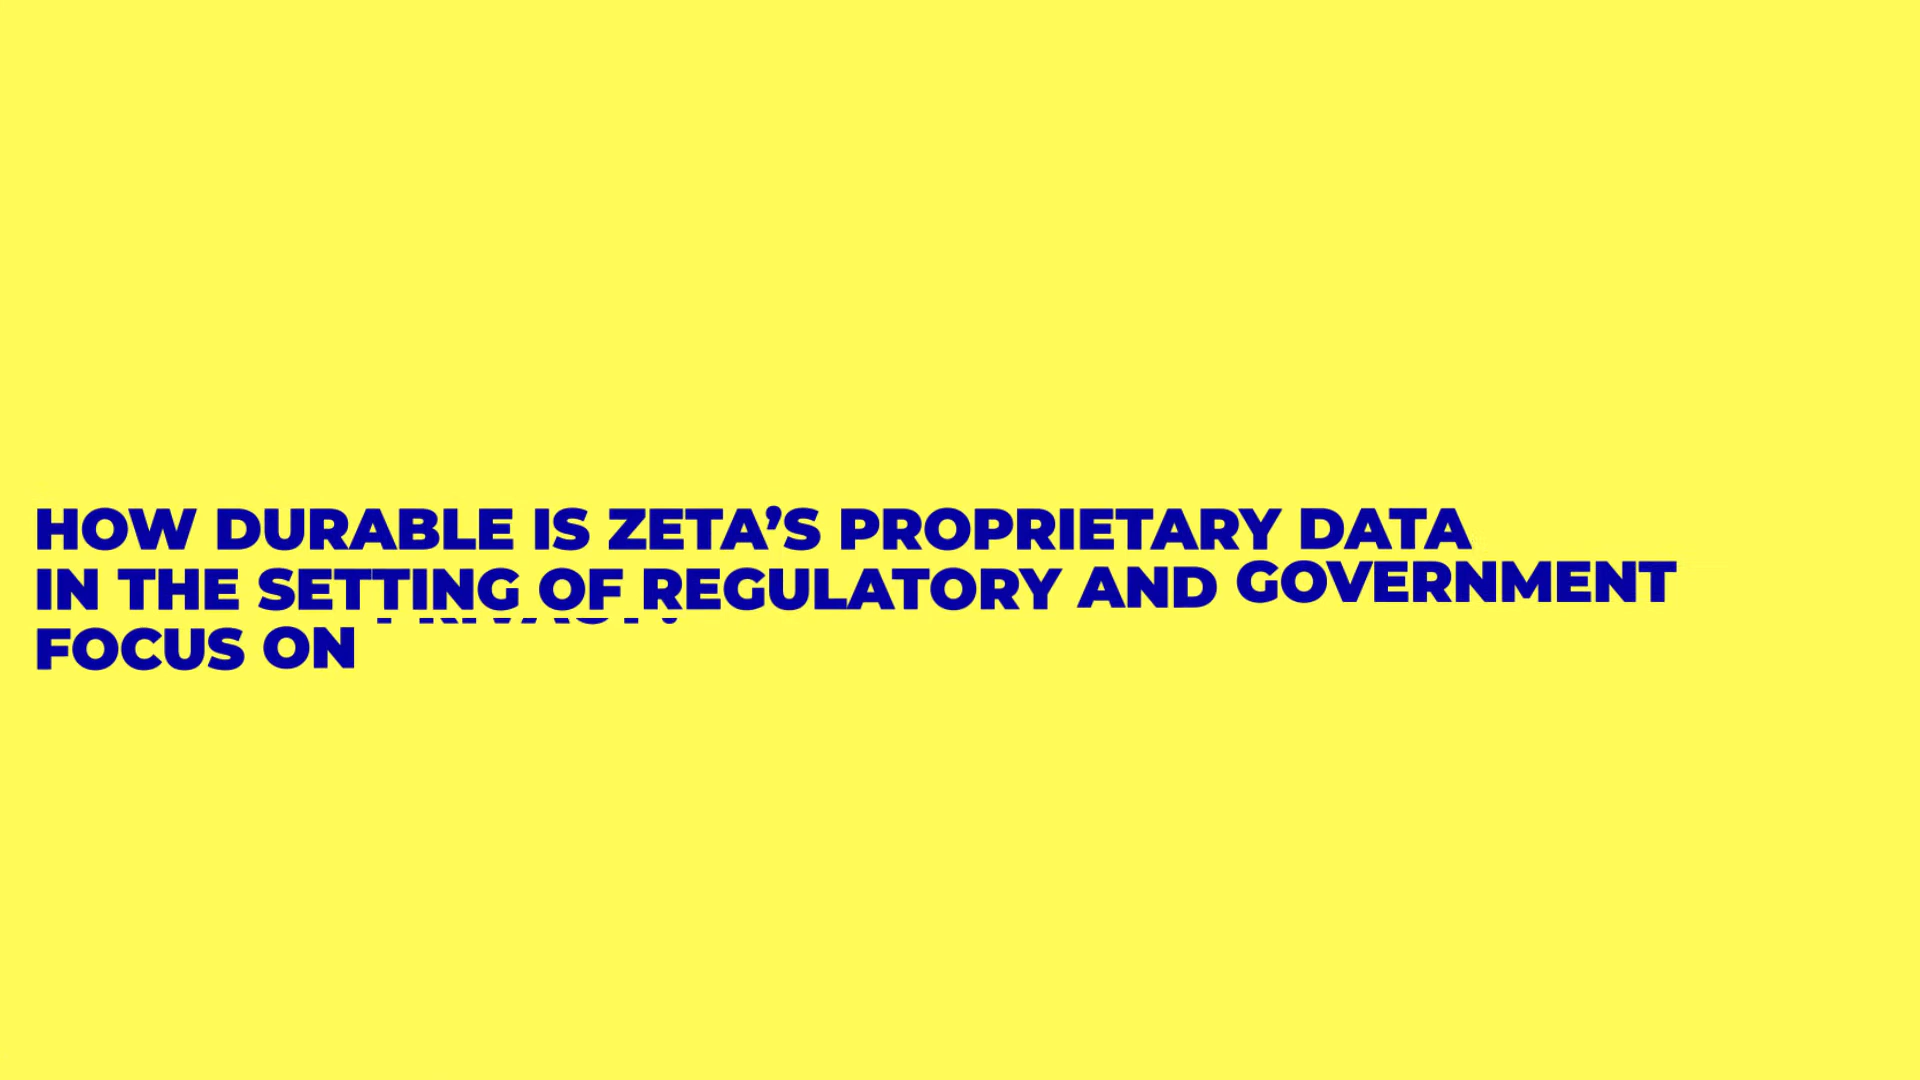 HOW DURABLE IS ZETA’S PROPRIETARY DATA
IN THE SETTING OF REGULATORY AND GOVERNMENT
FOCUS ON